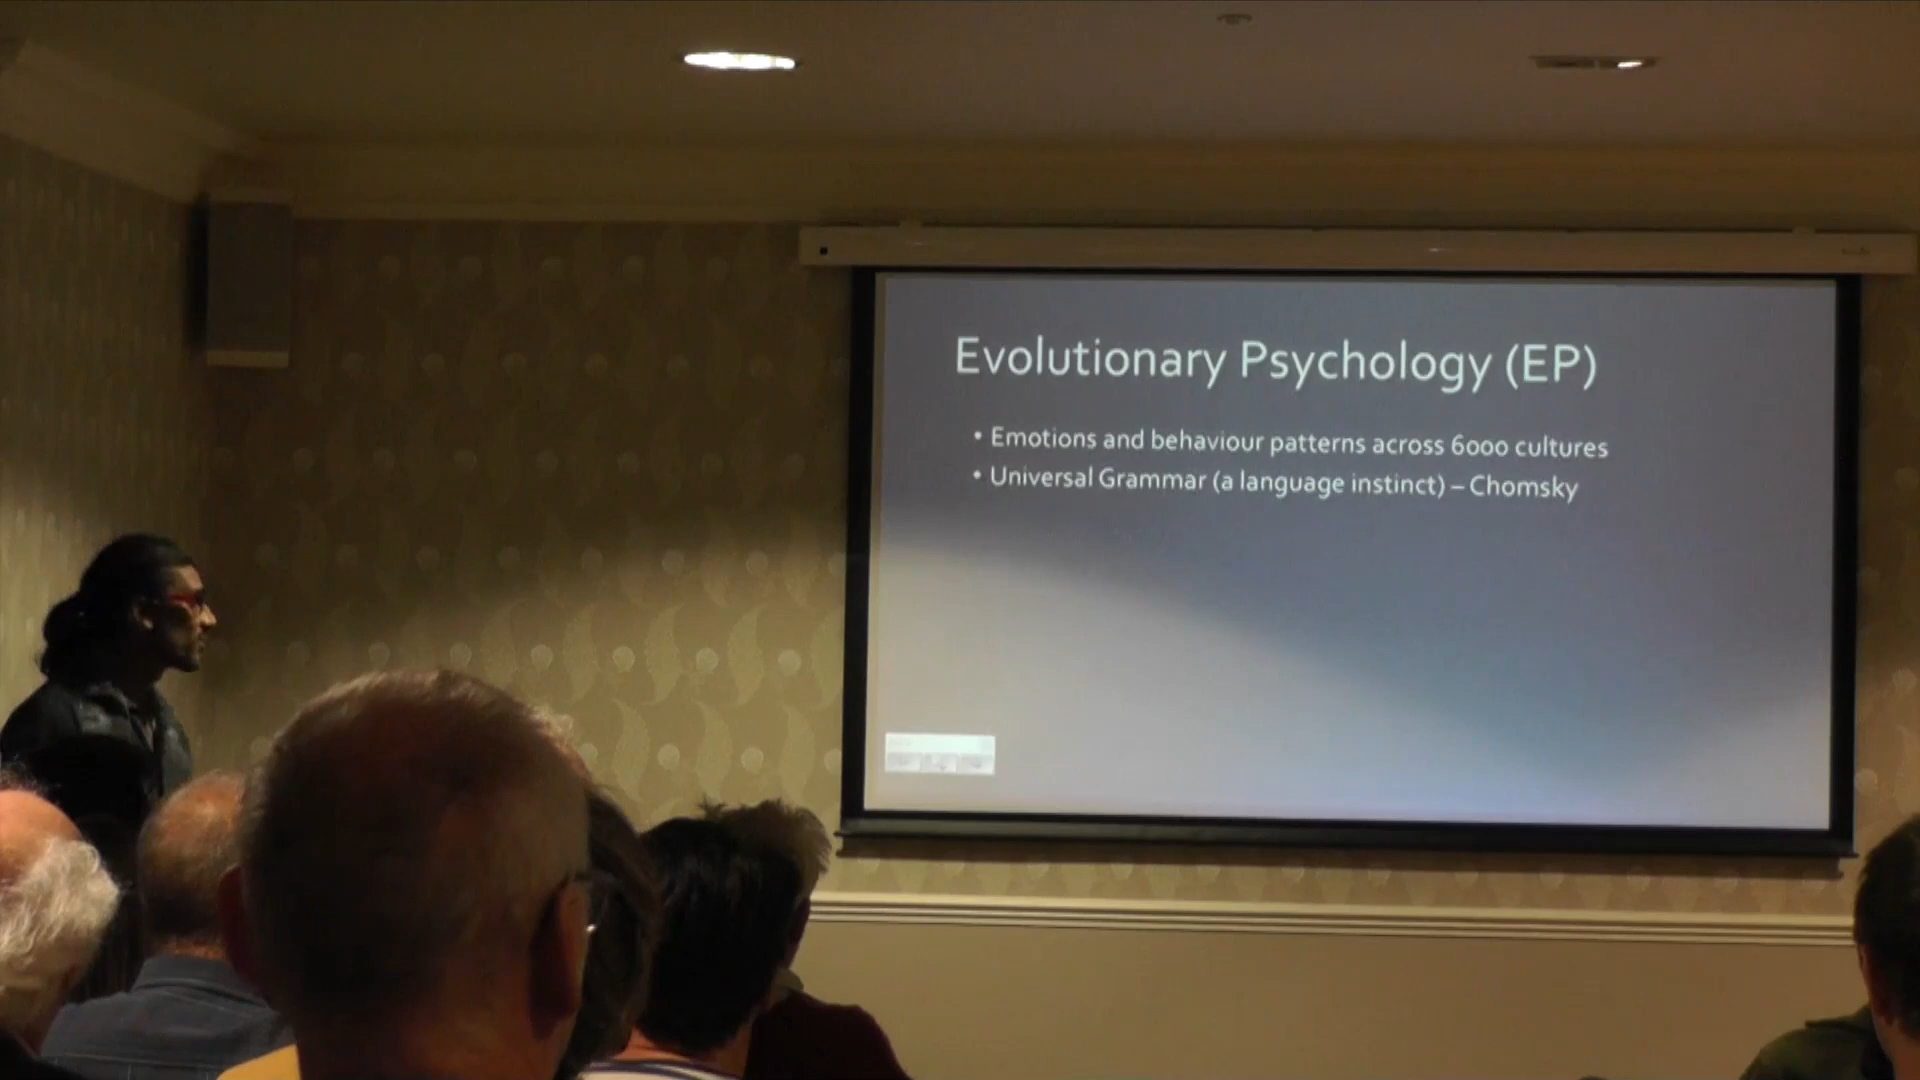 Evolutionary Psychology (EP)
• Emotions and behaviour patterns across 6000 cultures
• Universal Grammar (a language instinct) – Chomsky